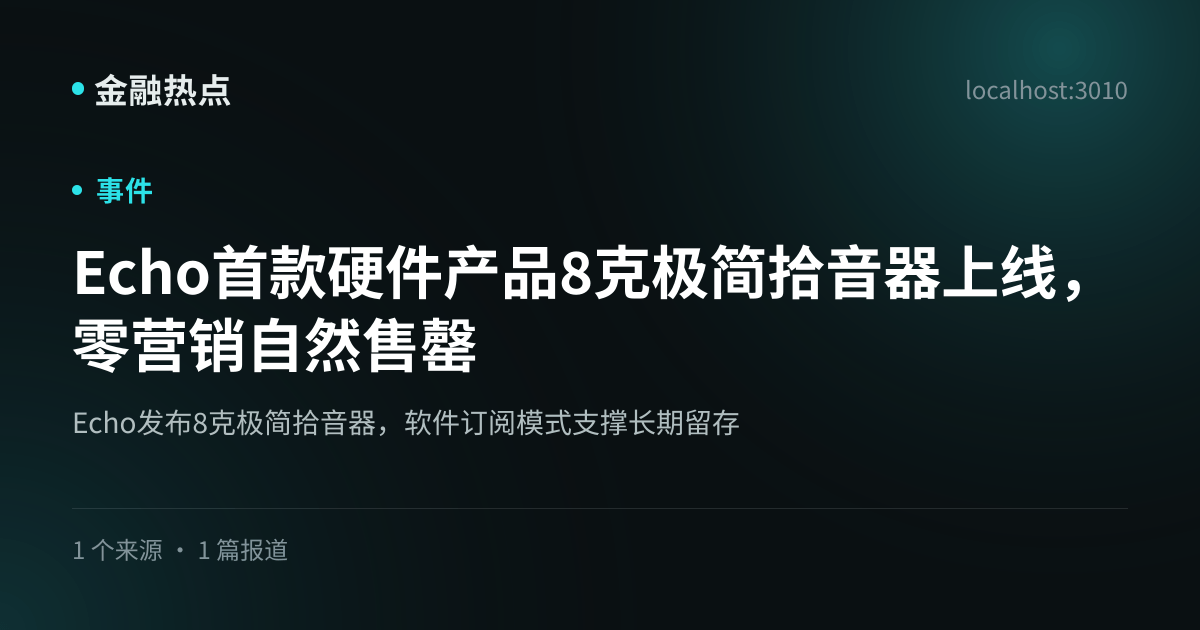 金融热点
localhost:3010
事件
Echo首款硬件产品8克极简拾音器上线，
零营销自然售罄
Echo发布8克极简拾音器，软件订阅模式支撑长期留存
1 个来源 · 1 篇报道